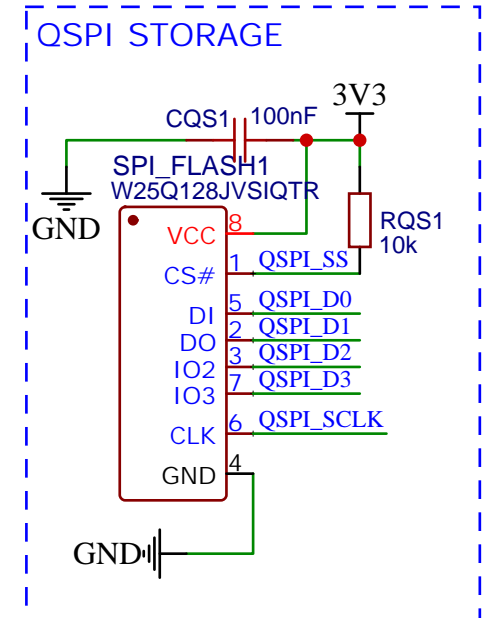 QSPI STORAGE
3V3
CQS1 100nF
SPI_FLASH1
W25Q128JVSIQTR
GND
RQS1
10k
VCC 8
CS# 1 QSPI_SS
DI 5 QSPI_D0
DO 2 QSPI_D1
IO2 3 QSPI_D2
IO3 7 QSPI_D3
CLK 6 QSPI_SCLK
GND 4
GND